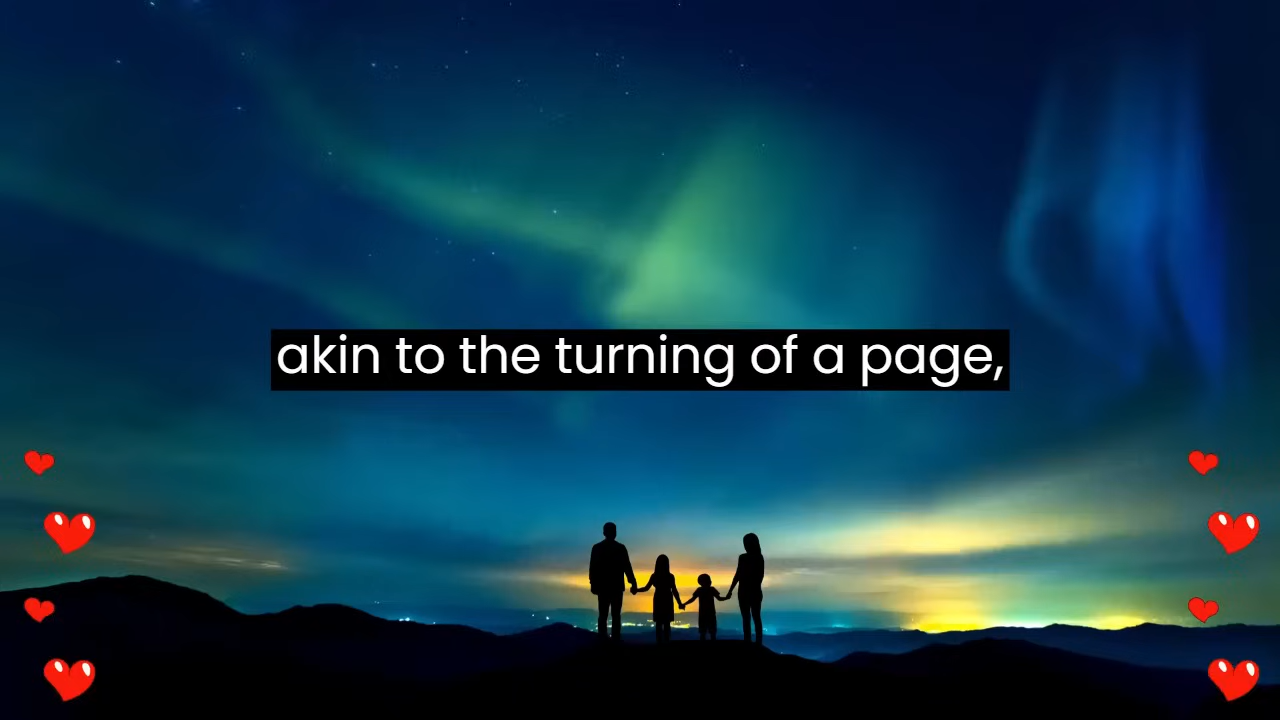 akin to the turning of a page,